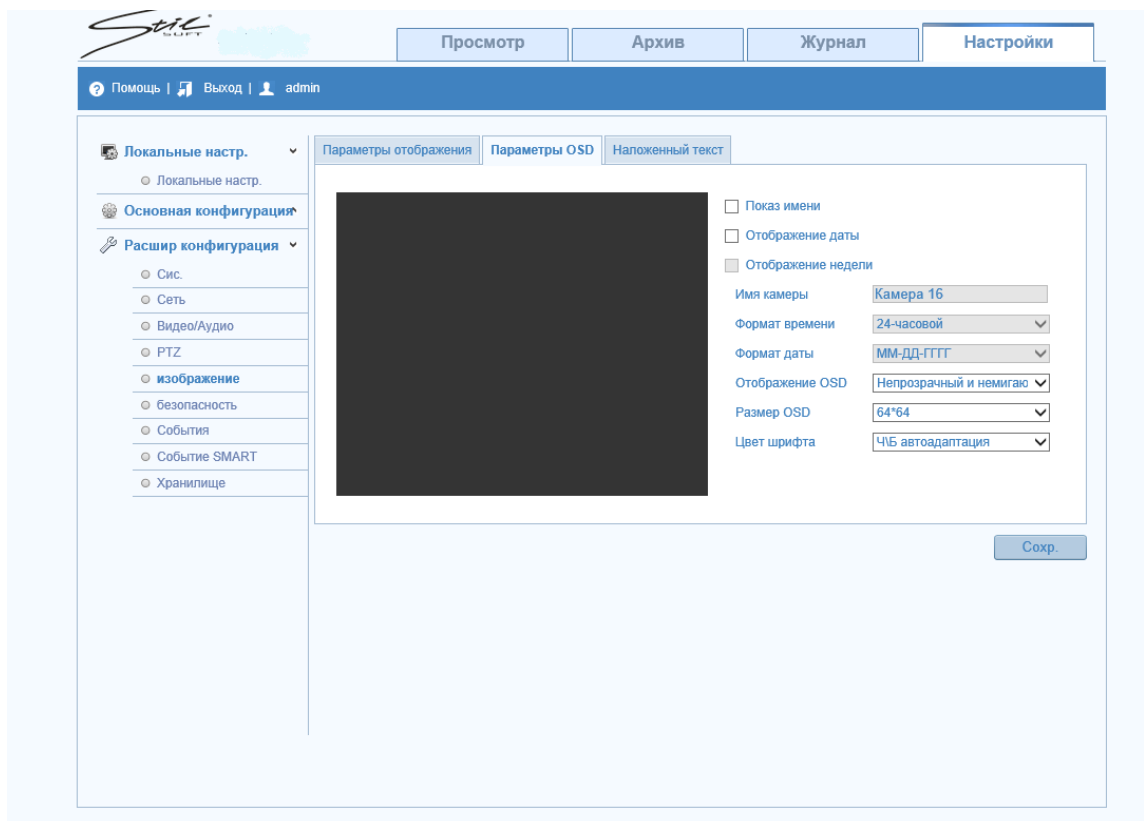 Stil
SOFT
Просмотр
Архив
Журнал
Настройки
Помощь | Выход | admin
Локальные настр.
Локальные настр.
Основная конфигурация
Расшир конфигурация
Сис.
Сеть
Видео/Аудио
PTZ
изображение
безопасность
События
Событие SMART
Хранилище
Параметры отображения
Параметры OSD
Наложенный текст
Показ имени
Отображение даты
Отображение недели
Имя камеры Камера 16
Формат времени 24-часовой
Формат даты ММ-ДД-ГГГГ
Отображение OSD Непрозрачный и немигаю
Размер OSD 64*64
Цвет шрифта Ч\Б автоадаптация
Сохр.